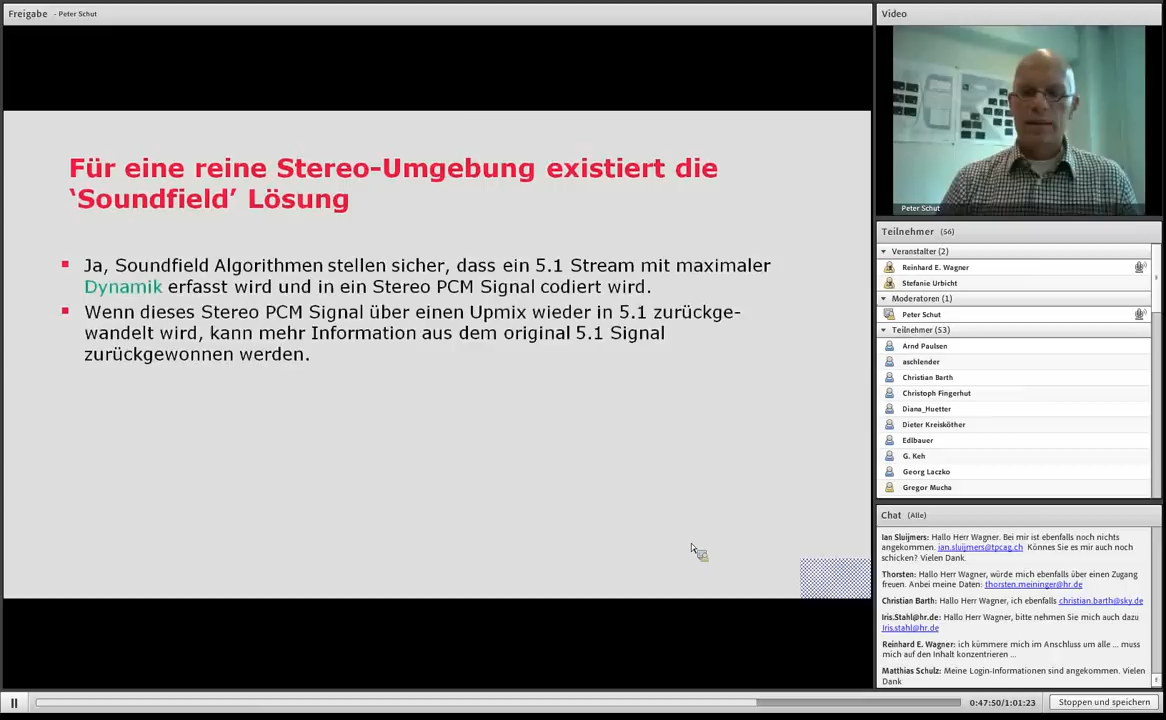 Freigabe - Peter Schut
Für eine reine Stereo-Umgebung existiert die
‘Soundfield’ Lösung
Ja, Soundfield Algorithmen stellen sicher, dass ein 5.1 Stream mit maximaler
Dynamik erfasst wird und in ein Stereo PCM Signal codiert wird.
Wenn dieses Stereo PCM Signal über einen Upmix wieder in 5.1 zurückge-
wandelt wird, kann mehr Information aus dem original 5.1 Signal
zurückgewonnen werden.
Video
Peter Schut
Teilnehmer (56)
Veranstalter (2)
Reinhard E. Wagner
Stefanie Urbicht
Moderatoren (1)
Peter Schut
Teilnehmer (53)
Arnd Paulsen
aschlender
Christian Barth
Christoph Fingerhut
Diana_Huetter
Dieter Kreisköther
Edlbauer
G. Keh
Georg Laczko
Gregor Mucha
Chat (Alle)
Ian Sluijmers: Hallo Herr Wagner. Bei mir ist ebenfalls noch nichts
angekommen. ian.sluijmers@tpcag.ch Könnes Sie es mir auch noch
schicken? Vielen Dank.
Thorsten: Hallo Herr Wagner, würde mich ebenfalls über einen Zugang
freuen. Anbei meine Daten: thorsten.meininger@hr.de
Christian Barth: Hallo Herr Wagner, ich ebenfalls christian.barth@sky.de
Iris.Stahl@hr.de: Hallo Herr Wagner, bitte nehmen Sie mich auch dazu
Iris.stahl@hr.de
Reinhard E. Wagner: ich kümmere mich im Anschluss um alle ... muss
mich auf den Inhalt konzentrieren ...
Matthias Schulz: Meine Login-Informationen sind angekommen. Vielen
Dank
0:47:50/1:01:23
Stoppen und speichern